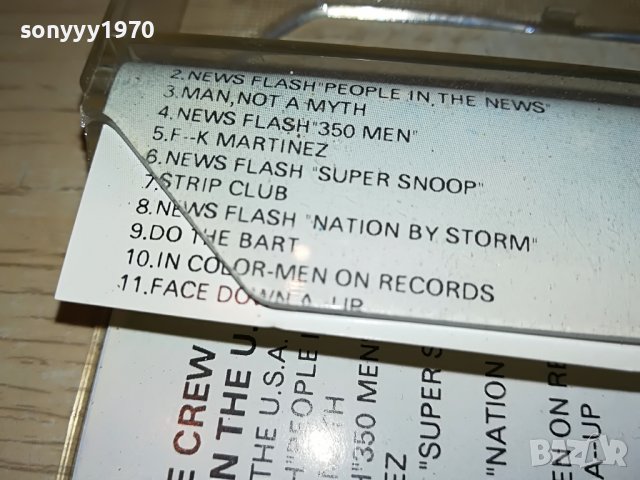 sonyyy1970
2.NEWS FLASH"PEOPLE IN THE NEWS"
3.MAN,NOT A MYTH
4.NEWS FLASH"350 MEN"
5.F--K MARTINEZ
6.NEWS FLASH "SUPER SNOOP"
7.STRIP CLUB
8.NEWS FLASH "NATION BY STORM"
9.DO THE BART
10.IN COLOR-MEN ON RECORDS
11.FACE DOWN A--UP
E CREW
N THE U.
THE U.S.A.
H"PEOPLE I
YTH
H"350 MEN
EZ
"SUPER S
"NATION
EN ON RE
A--UP
bazar